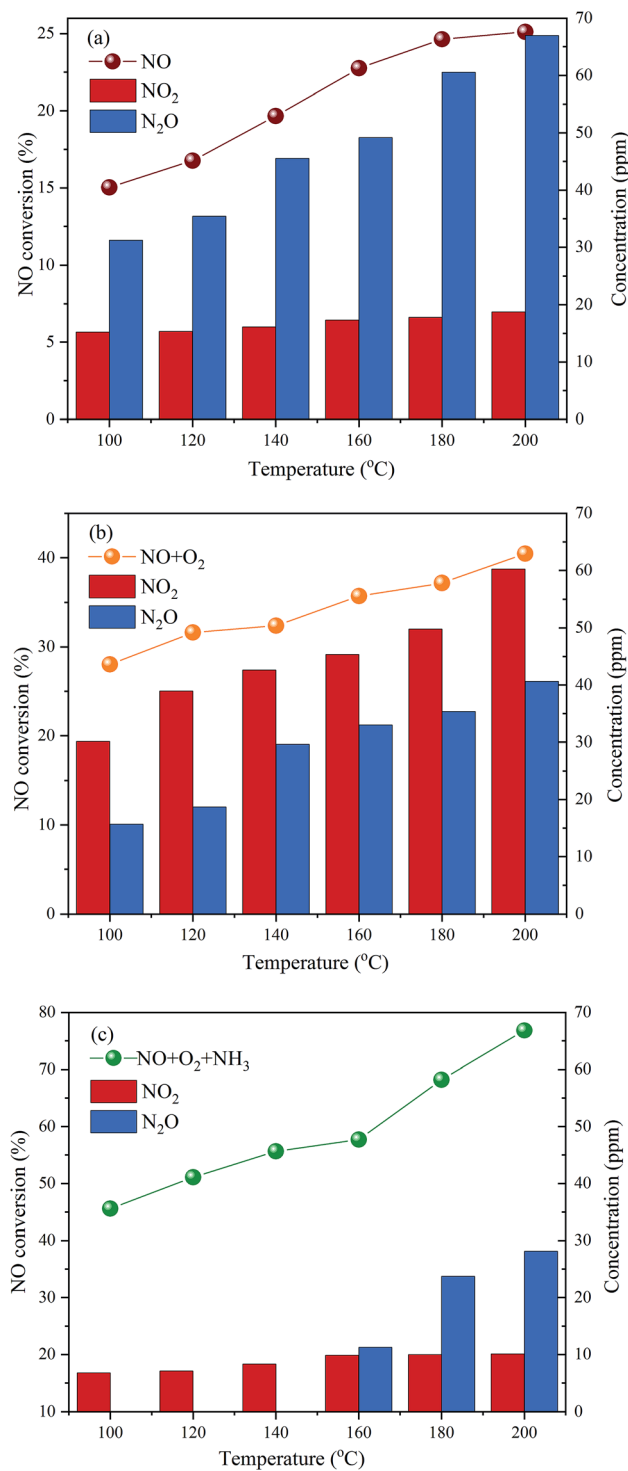 (a)
NO
NO₂
N₂O
25
20
15
10
5
0
NO conversion (%)
70
60
50
40
30
20
10
0
Concentration (ppm)
100 120 140 160 180 200
Temperature (°C)
(b)
NO+O₂
NO₂
N₂O
40
30
20
10
0
NO conversion (%)
70
60
50
40
30
20
10
0
Concentration (ppm)
100 120 140 160 180 200
Temperature (°C)
(c)
NO+O₂+NH₃
NO₂
N₂O
80
70
60
50
40
30
20
10
NO conversion (%)
70
60
50
40
30
20
10
0
Concentration (ppm)
100 120 140 160 180 200
Temperature (°C)